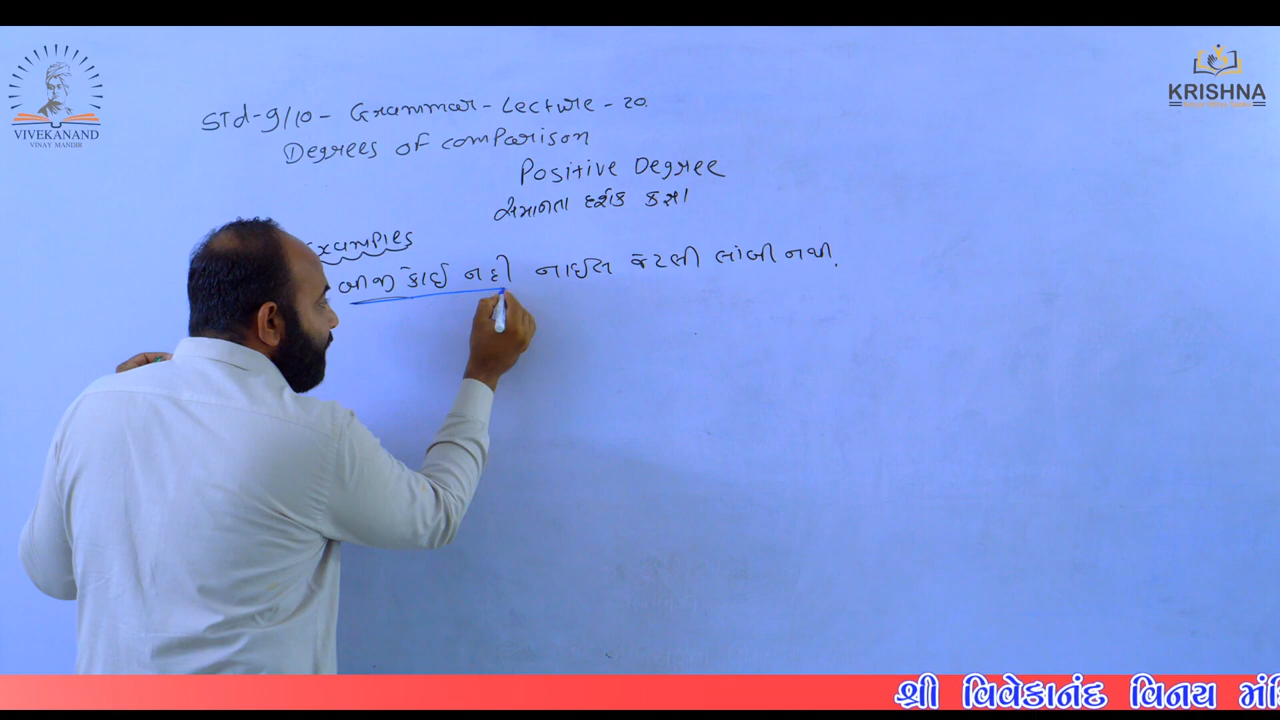 VIVEKANAND
VINAY MANDIR
KRISHNA
STd-9/10 - Grammar - Lecture - 20.
Degrees of comparison
Positive Degree
સમાનતા દર્શક કક્ષા
Examples
બીજી કોઈ નદી નાઈલ જેટલી લાંબી નથી.
શ્રી વિવેકાનંદ વિનય